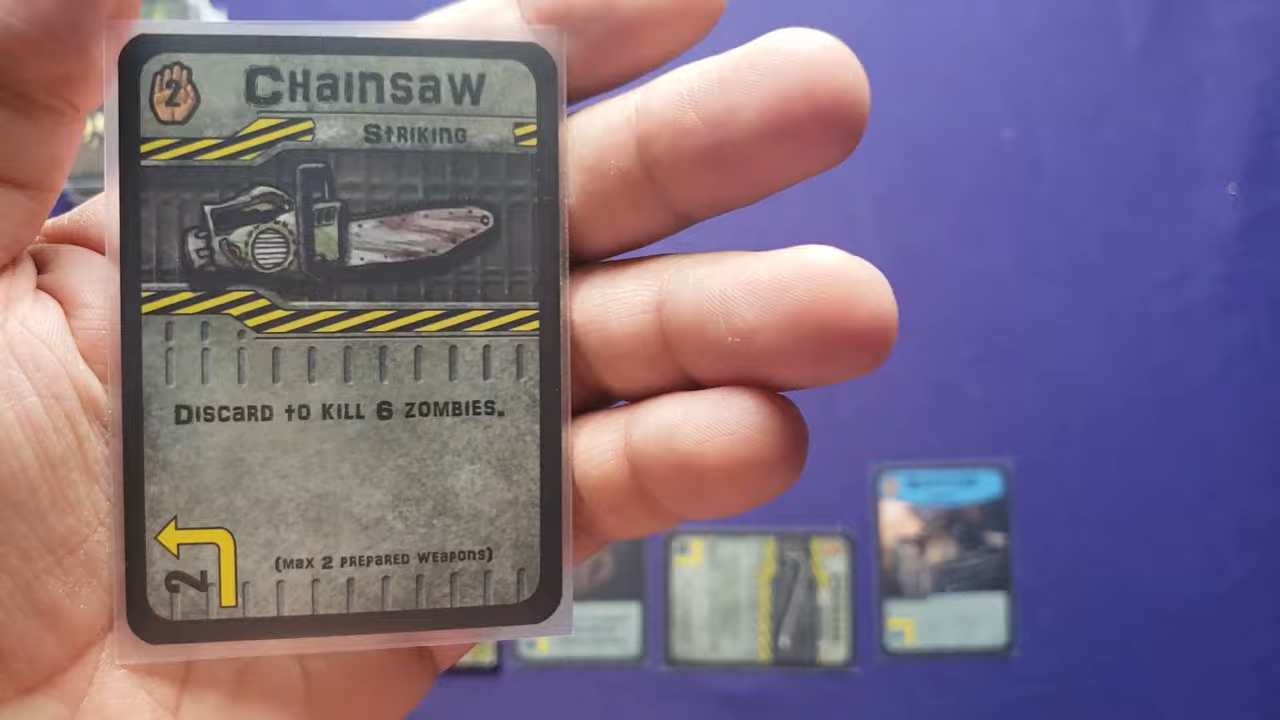 2
Chainsaw
Striking
Discard to kill 6 zombies.
(Max 2 prepared weapons)
2